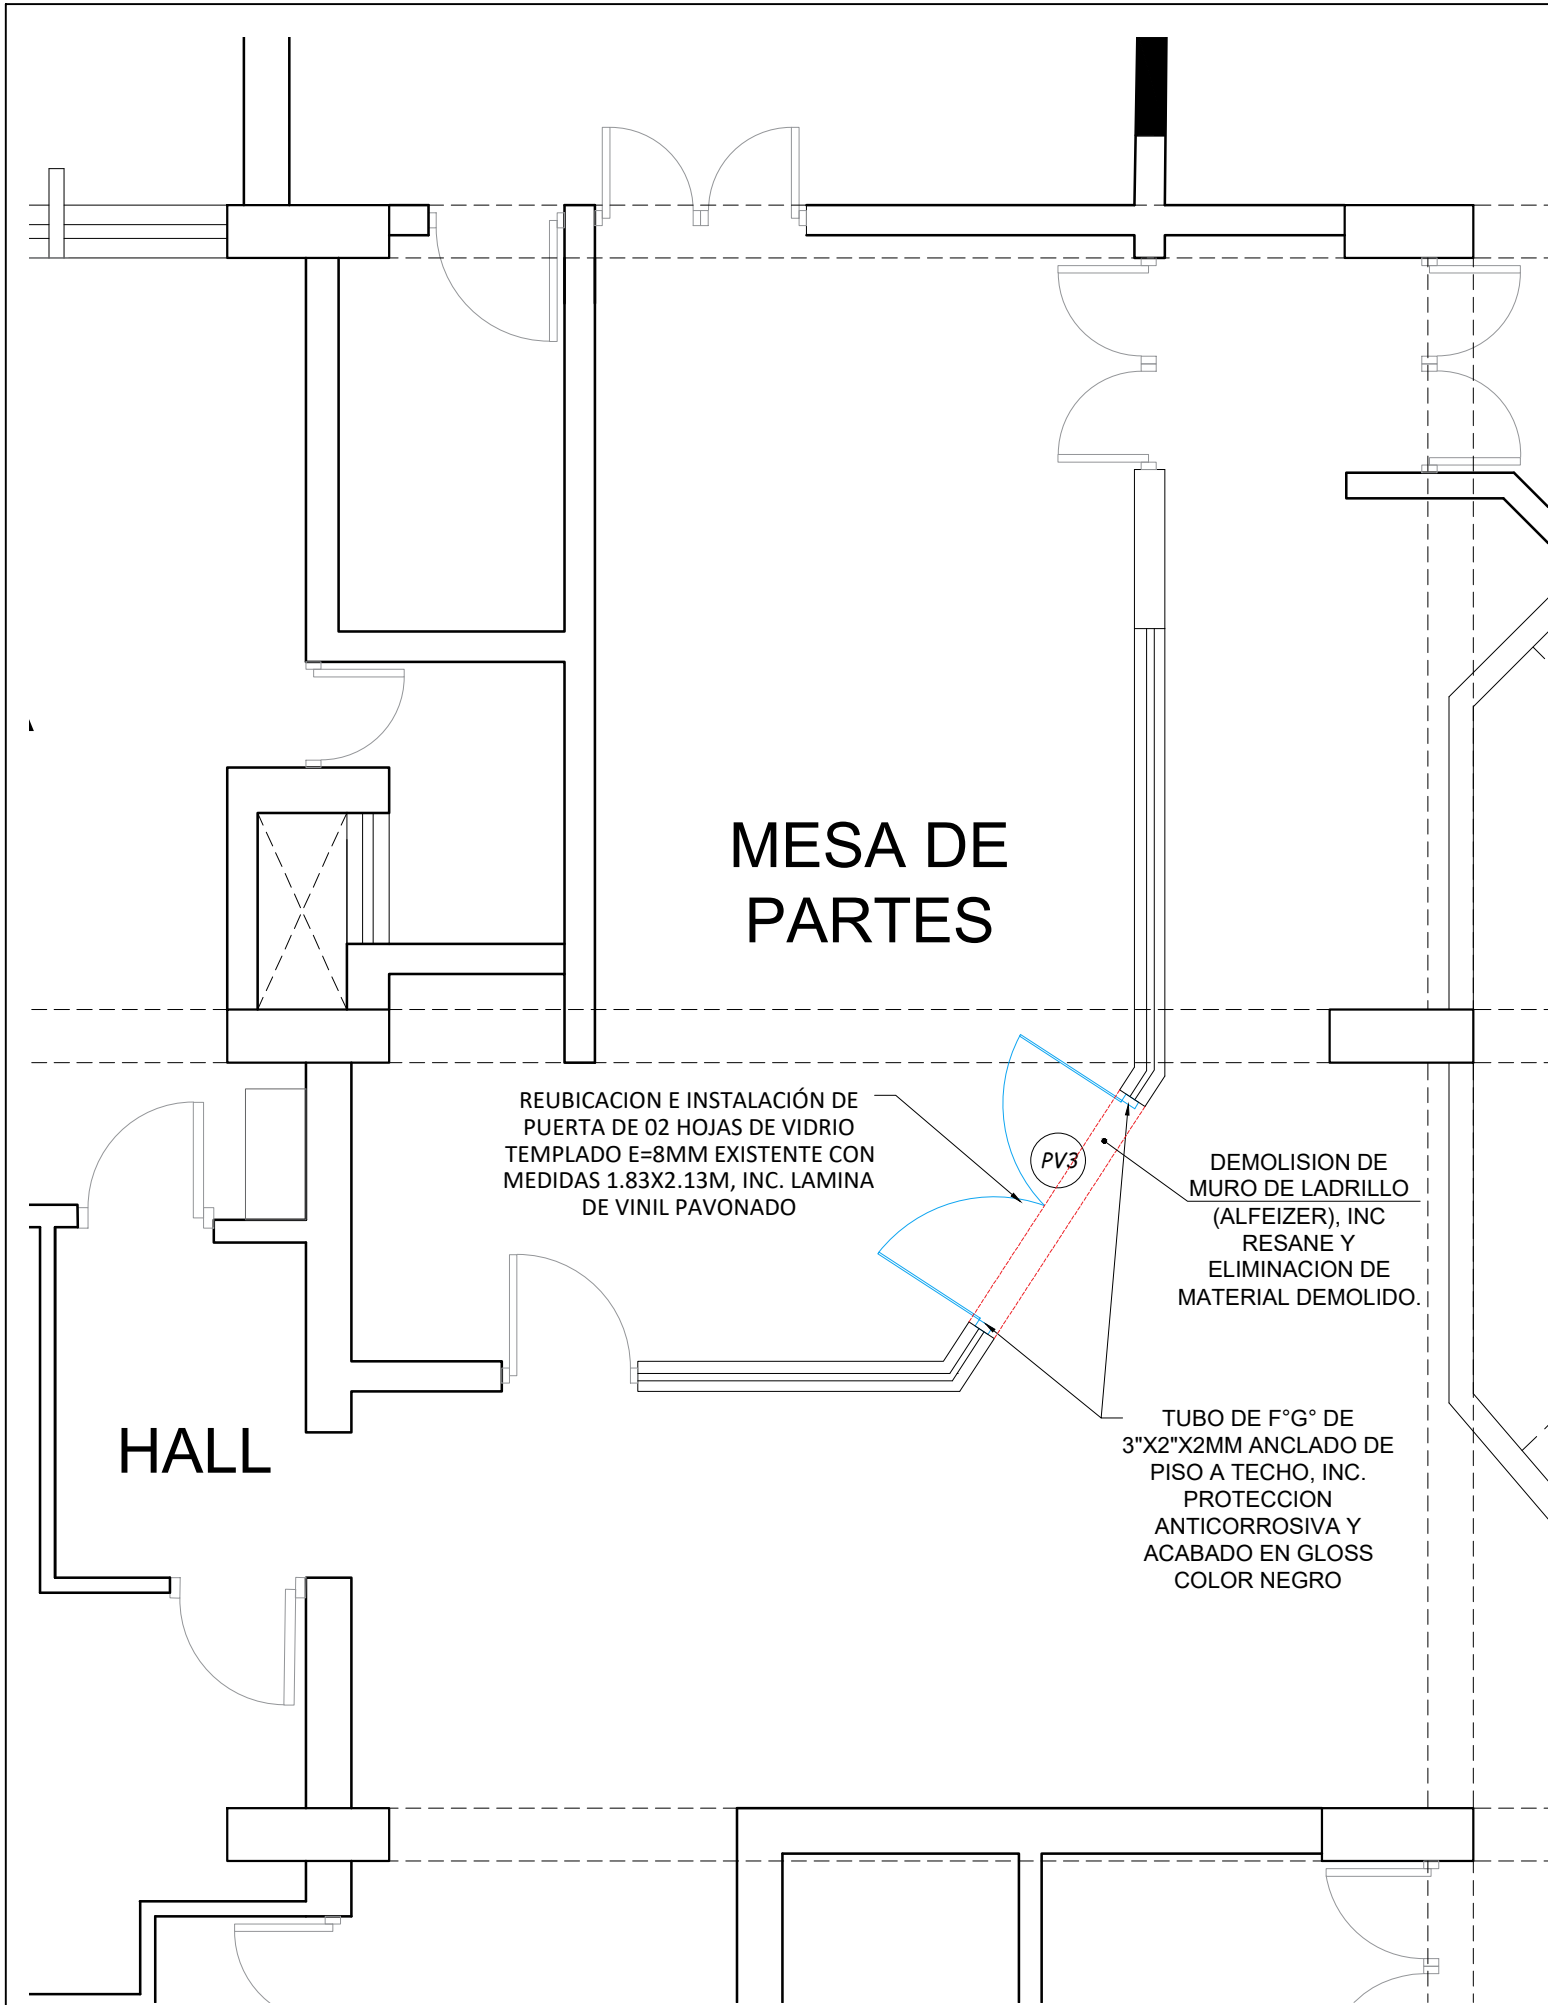 MESA DE
PARTES
REUBICACION E INSTALACIÓN DE
PUERTA DE 02 HOJAS DE VIDRIO
TEMPLADO E=8MM EXISTENTE CON
MEDIDAS 1.83X2.13M, INC. LAMINA
DE VINIL PAVONADO
PV3
DEMOLISION DE
MURO DE LADRILLO
(ALFEIZER), INC
RESANE Y
ELIMINACION DE
MATERIAL DEMOLIDO.
HALL
TUBO DE F°G° DE
3"X2"X2MM ANCLADO DE
PISO A TECHO, INC.
PROTECCION
ANTICORROSIVA Y
ACABADO EN GLOSS
COLOR NEGRO